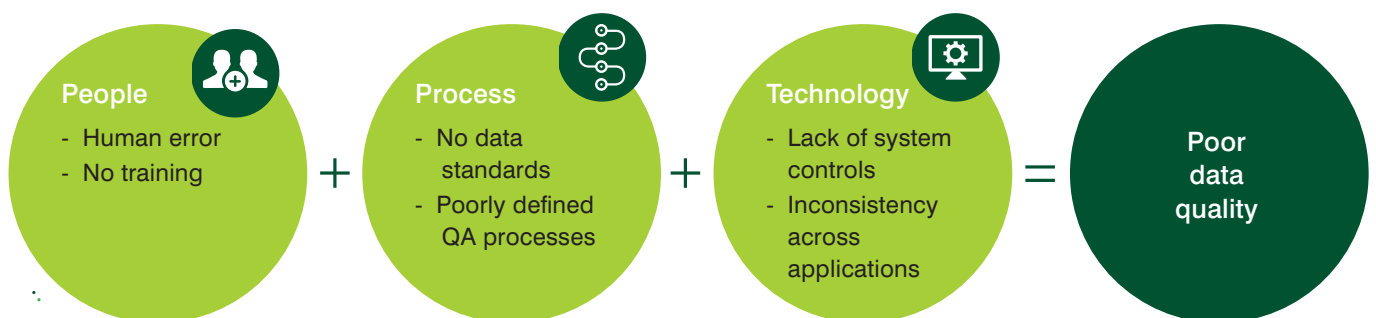 People
- Human error
- No training
+
Process
- No data
standards
- Poorly defined
QA processes
+
Technology
- Lack of system
controls
- Inconsistency
across
applications
=
Poor
data
quality